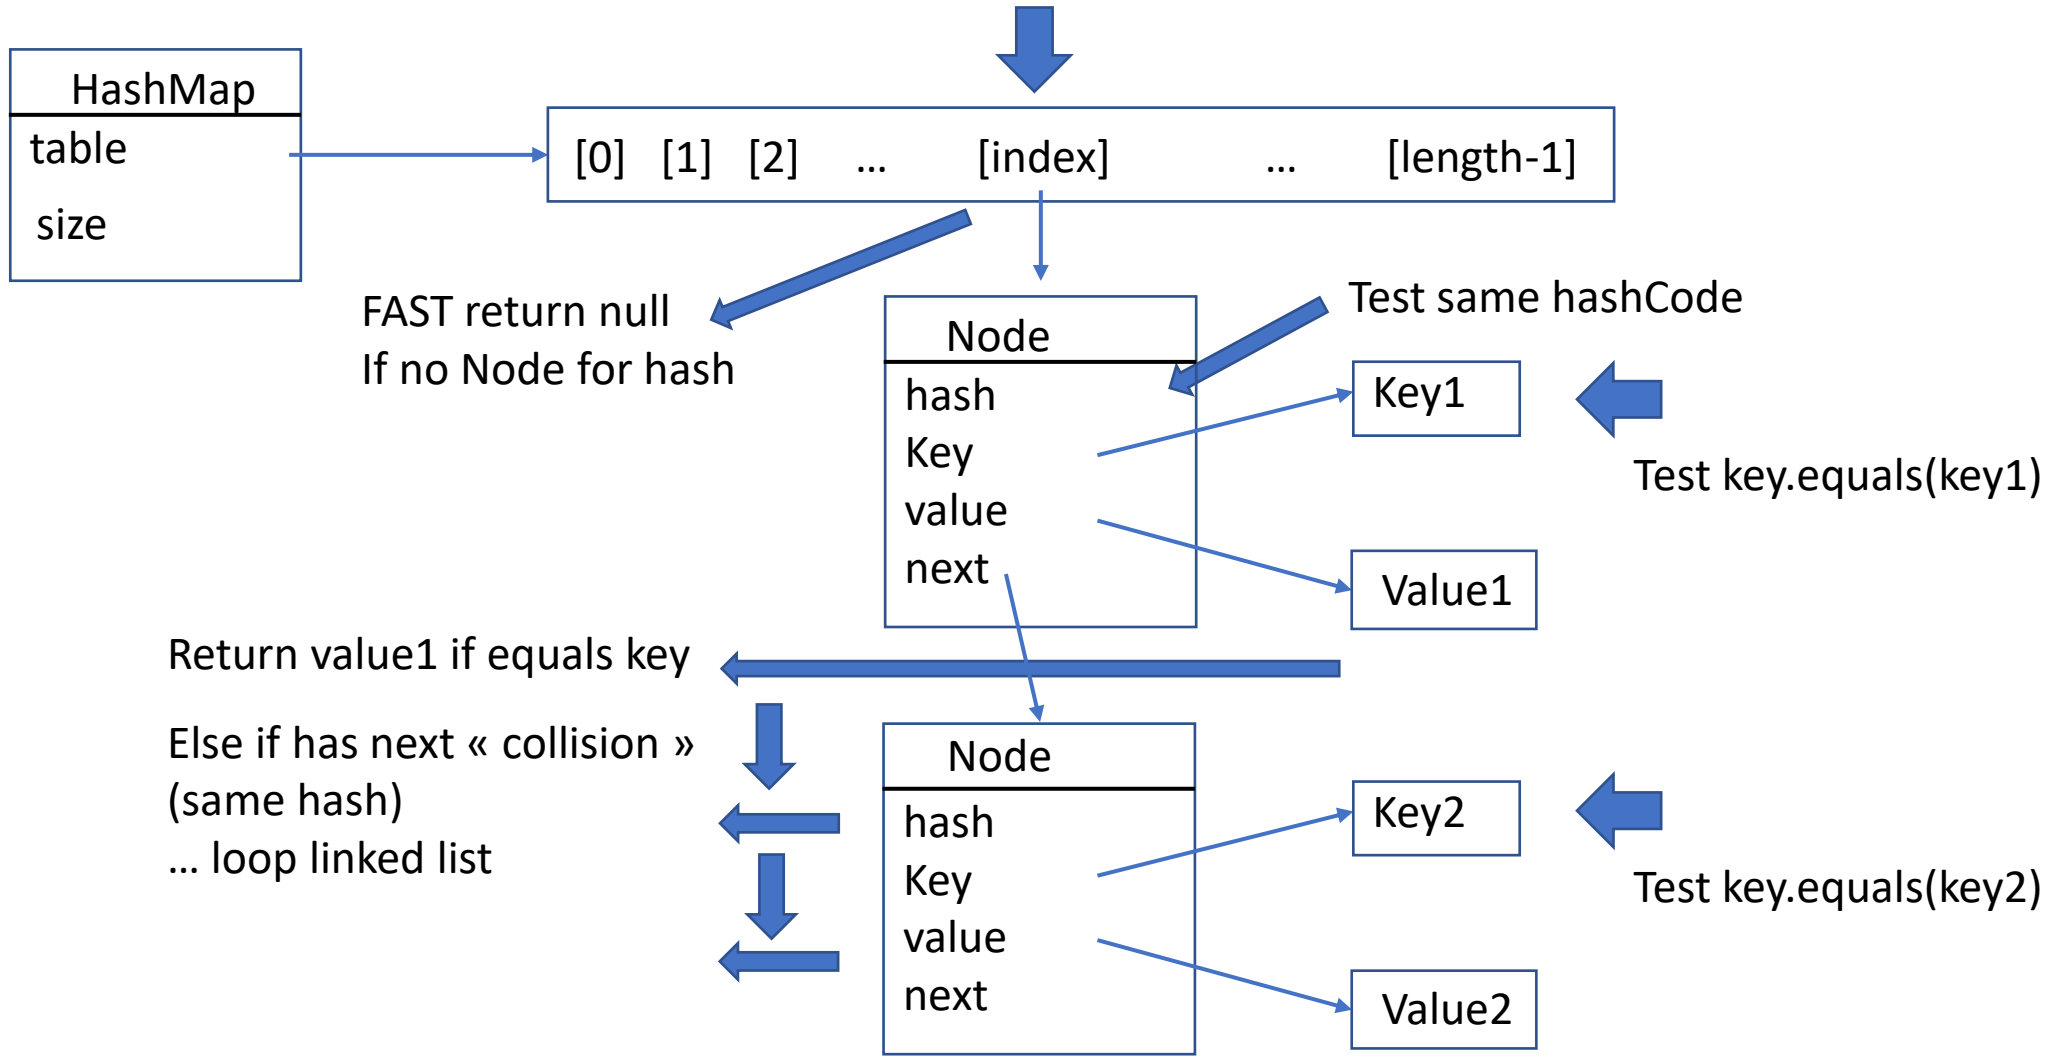 HashMap
table
size
[0] [1] [2] ... [index] ... [length-1]
FAST return null
If no Node for hash
Test same hashCode
Node
hash
Key
value
next
Key1
Test key.equals(key1)
Value1
Return value1 if equals key
Else if has next « collision »
(same hash)
... loop linked list
Node
hash
Key
value
next
Key2
Test key.equals(key2)
Value2